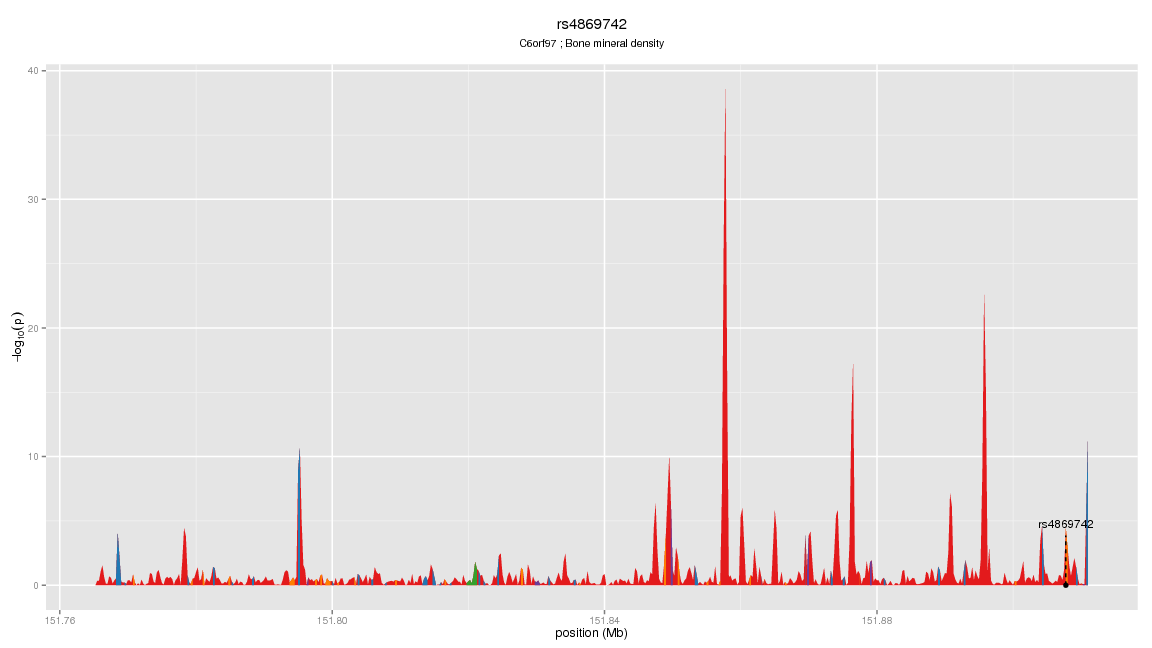 rs4869742
C6orf97 ; Bone mineral density
−log10(p)
40
30
20
10
0
rs4869742
151.76
151.80
151.84
151.88
position (Mb)